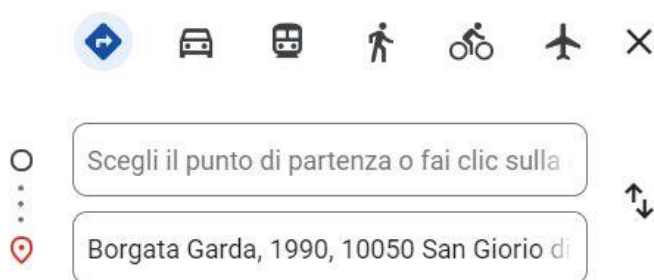 Scegli il punto di partenza o fai clic sulla
Borgata Garda, 1990, 10050 San Giorio di